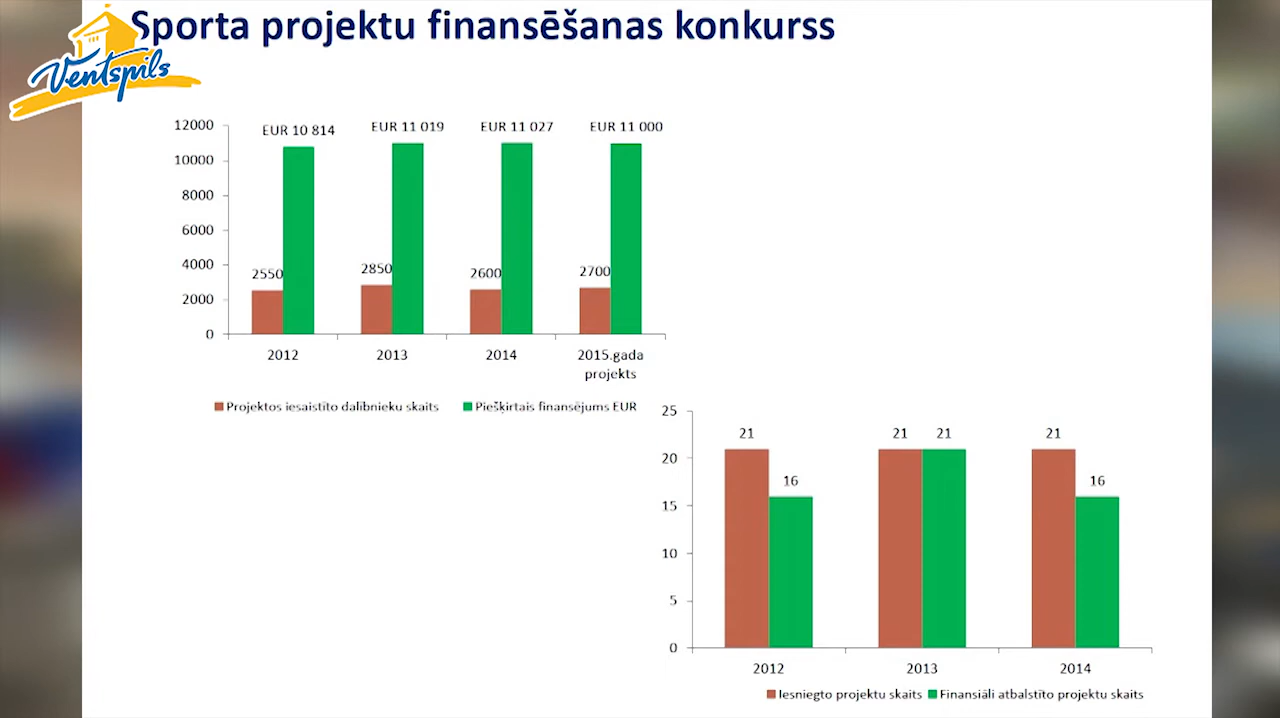 Sporta projektu finansēšanas konkurss
Ventspils
12000
10000
8000
6000
4000
2000
0
EUR 10 814
EUR 11 019
EUR 11 027
EUR 11 000
2550
2850
2600
2700
2012
2013
2014
2015.gada
projekts
Projektos iesaistīto dalībnieku skaits
Piešķirtais finansējums EUR
25
20
15
10
5
0
21
16
21
21
21
16
2012
2013
2014
Iesniegto projektu skaits
Finansiāli atbalstīto projektu skaits